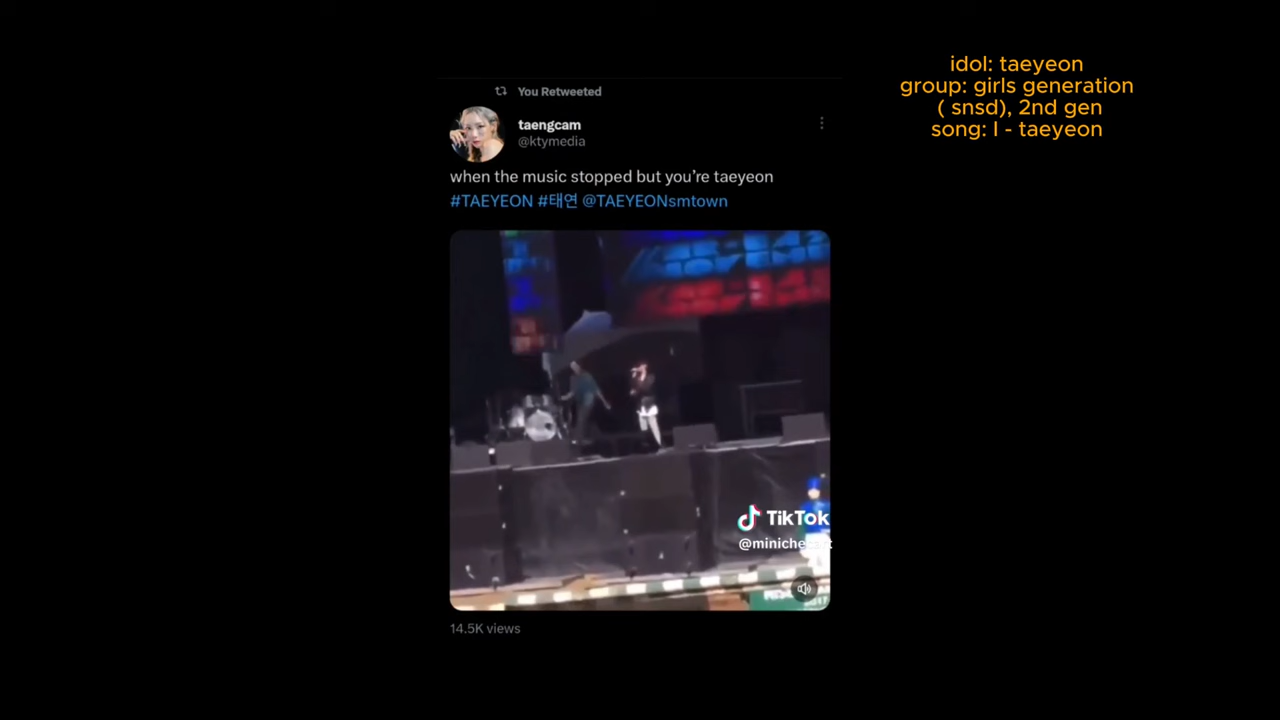 idol: taeyeon
group: girls generation
( snsd), 2nd gen
song: I - taeyeon
You Retweeted
taengcam
@ktymedia
when the music stopped but you’re taeyeon
#TAEYEON #태연 @TAEYEONsmtown
TikTok
14.5K views